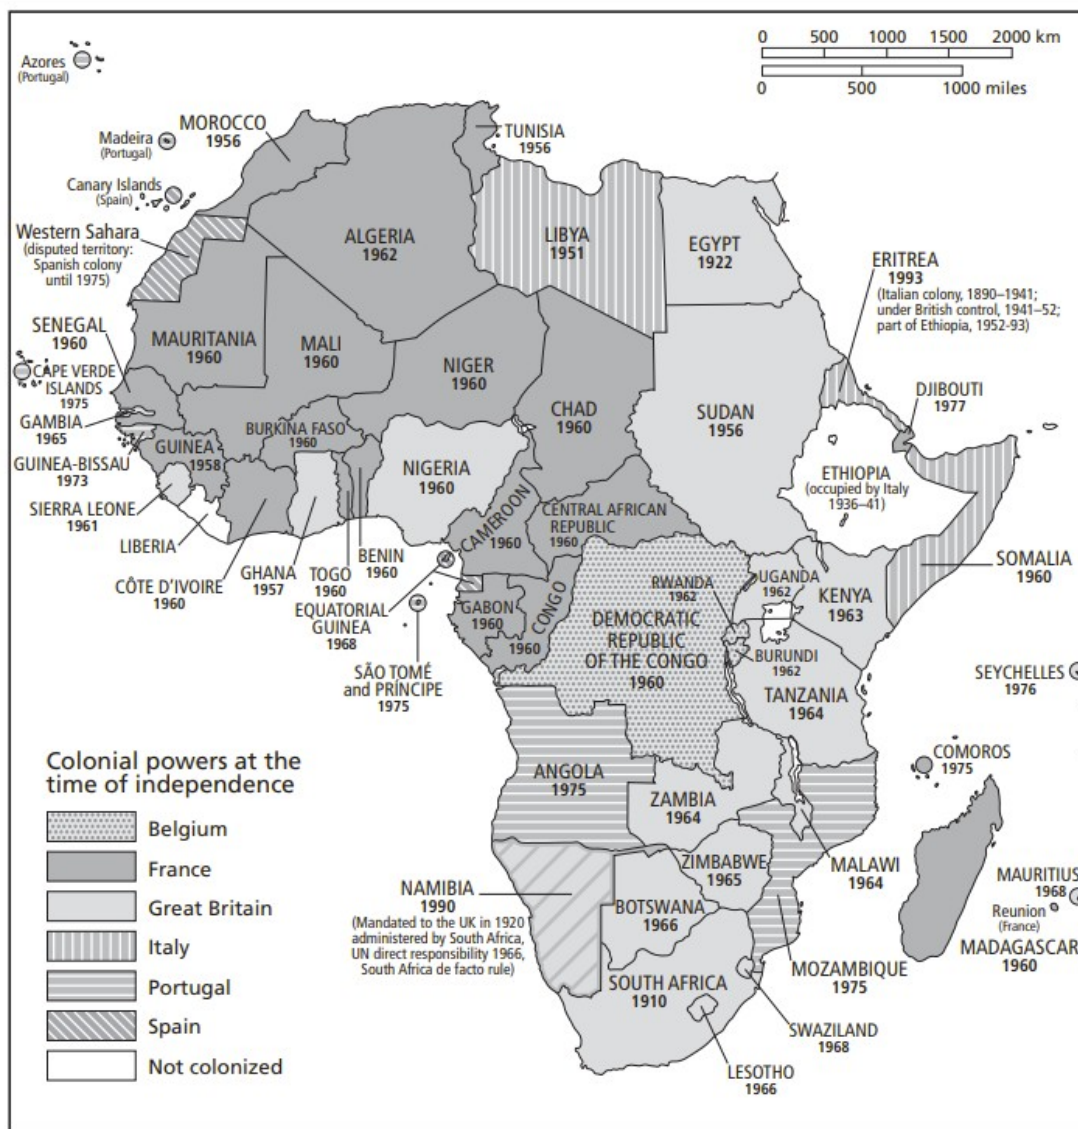 0 500 1000 1500 2000 km
0 500 1000 miles
Azores
(Portugal)
Madeira
(Portugal)
Canary Islands
(Spain)
MOROCCO
1956
TUNISIA
1956
Western Sahara
(disputed territory:
Spanish colony
until 1975)
ALGERIA
1962
LIBYA
1951
EGYPT
1922
ERITREA
1993
(Italian colony, 1890–1941;
under British control, 1941–52;
part of Ethiopia, 1952-93)
SENEGAL
1960
MAURITANIA
1960
MALI
1960
NIGER
1960
CHAD
1960
SUDAN
1956
DJIBOUTI
1977
CAPE VERDE
ISLANDS
1975
GAMBIA
1965
GUINEA-BISSAU
1973
GUINEA
1958
BURKINA FASO
1960
NIGERIA
1960
ETHIOPIA
(occupied by Italy
1936–41)
SIERRA LEONE
1961
LIBERIA
CÔTE D'IVOIRE
1960
GHANA
1957
TOGO
1960
BENIN
1960
CAMEROON
1960
CENTRAL AFRICAN
REPUBLIC
1960
SOMALIA
1960
EQUATORIAL
GUINEA
1968
GABON
1960
CONGO
1960
RWANDA
1962
UGANDA
1962
KENYA
1963
DEMOCRATIC
REPUBLIC
OF THE CONGO
1960
BURUNDI
1962
TANZANIA
1964
SEYCHELLES
1976
SÃO TOMÉ
and PRÍNCIPE
1975
COMOROS
1975
ANGOLA
1975
ZAMBIA
1964
MALAWI
1964
ZIMBABWE
1965
NAMIBIA
1990
(Mandated to the UK in 1920
administered by South Africa,
UN direct responsibility 1966,
South Africa de facto rule)
BOTSWANA
1966
MAURITIUS
1968
Reunion
(France)
MADAGASCAR
1960
MOZAMBIQUE
1975
SOUTH AFRICA
1910
SWAZILAND
1968
LESOTHO
1966
Colonial powers at the
time of independence
Belgium
France
Great Britain
Italy
Portugal
Spain
Not colonized